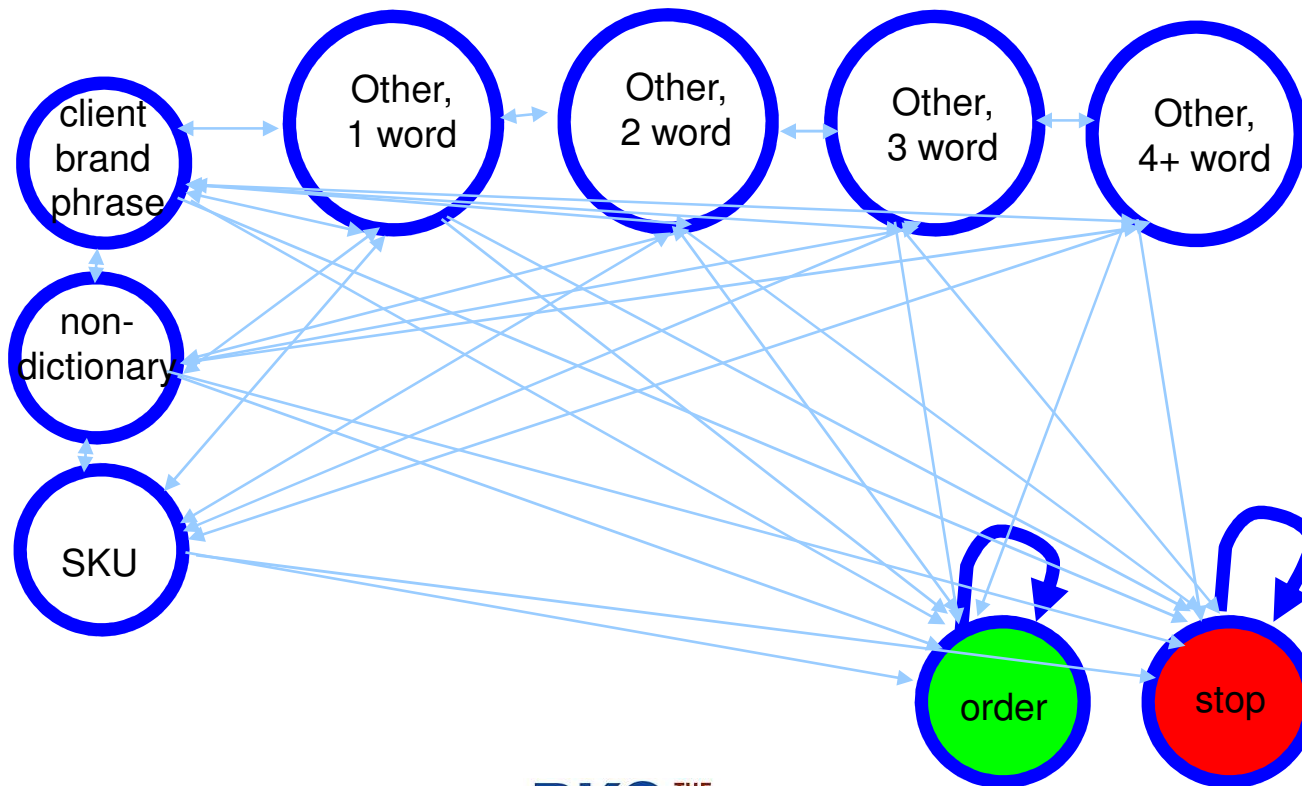 client
brand
phrase
Other,
1 word
Other,
2 word
Other,
3 word
Other,
4+ word
non-
dictionary
SKU
order
stop
THE